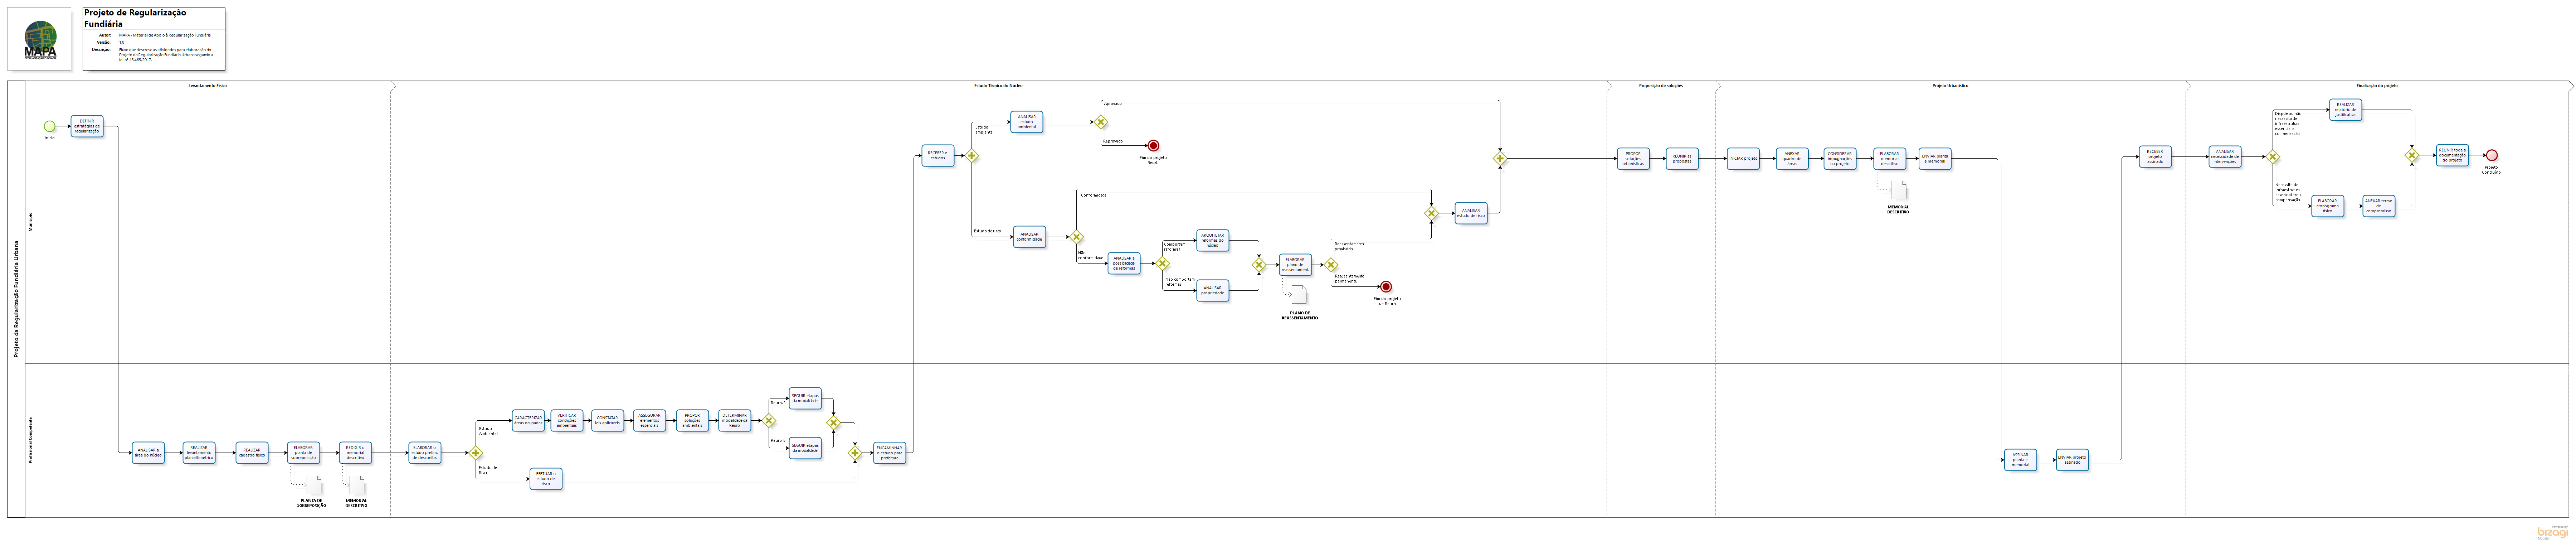 Projeto de Regularização
Fundiária
MAPA
Autor:
MAPA - Material de Apoio à Regularização Fundiária
Versão:
1.0
Descrição:
Fluxo que descreve as atividades para elaboração do
Projeto da Regularização Fundiária Urbana segundo a
lei nº 13.465/2017.
Projeto da Regularização Fundiária Urbana
Município
Profissional Competente
Levantamento Físico
Estudo Técnico do Núcleo
Proposição de soluções
Projeto Urbanístico
Finalização do projeto
Início
DEFINIR
estratégias de
regularização
ANALISAR a
área do núcleo
REALIZAR
levantamento
planialtimétrico
REALIZAR
cadastro físico
ELABORAR
planta de
sobreposição
REDIGIR o
memorial
descritivo
PLANTA DE
SOBREPOSIÇÃO
MEMORIAL
DESCRITIVO
ELABORAR o
estudo prelim.
de desconfor.
Estudo
Ambiental
Estudo de
Risco
CARACTERIZAR
áreas ocupadas
VERIFICAR
condições
ambientais
CONSTATAR
leis aplicáveis
ASSEGURAR
elementos
essenciais
PROPOR
soluções
ambientais
DETERMINAR
modalidade de
Reurb
Reurb-S
SEGUIR etapas
da modalidade
Reurb-E
SEGUIR etapas
da modalidade
EFETUAR o
estudo de
risco
ENCAMINHAR
o estudo para
prefeitura
RECEBER o
estudos
Estudo
ambiental
ANALISAR
estudo
ambiental
Aprovado
Reprovado
Fim do projeto
Reurb
Estudo de risco
ANALISAR
conformidade
Conformidade
Não
conformidade
ANALISAR a
possibilidade
de reformas
Comportam
reformas
ARQUITETAR
reformas do
núcleo
Não comportam
reformas
ANALISAR
propriedade
ELABORAR
plano de
reassentament.
PLANO DE
REASSENTAMENTO
Reassentamento
provisório
Reassentamento
permanente
Fim do projeto
de Reurb
ANALISAR
estudo de risco
PROPOR
soluções
urbanísticas
REUNIR as
propostas
INICIAR projeto
ANEXAR
quadro de
áreas
CONSIDERAR
impugnações
no projeto
ELABORAR
memorial
descritivo
ENVIAR planta
e memorial
MEMORIAL
DESCRITIVO
ASSINAR
planta e
memorial
ENVIAR projeto
assinado
RECEBER
projeto
assinado
ANALISAR
necessidade de
intervenções
Dispõe ou não
necessita de
infraestrutura
essencial e
compensação
REALIZAR
relatório de
justificativa
Necessita de
infraestrutura
essencial e/ou
compensação
ELABORAR
cronograma
físico
ANEXAR termo
de
compromisso
REUNIR toda a
documentação
do projeto
Projeto
Concluído
Powered by
bizagi
Modeler